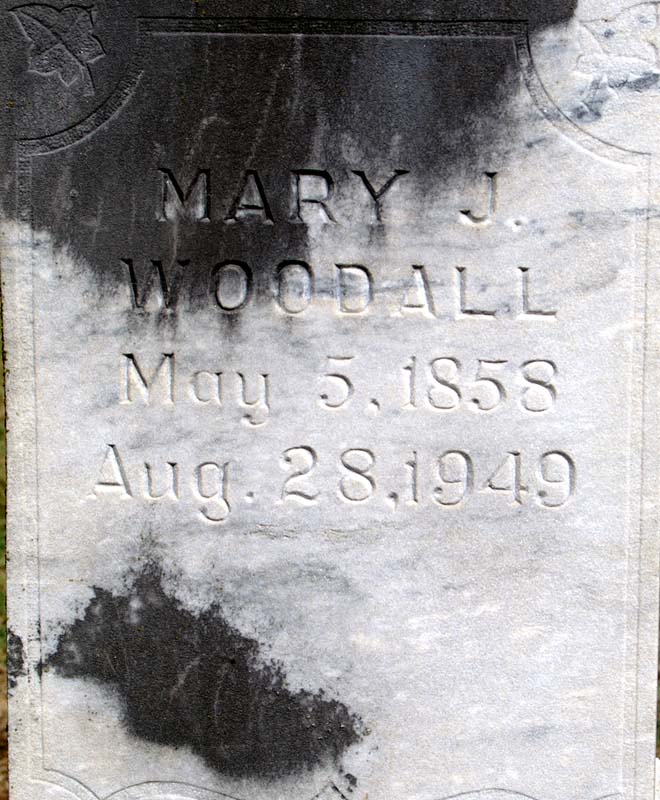 MARY J.
WOODALL
May 5, 1858
Aug. 28, 1949